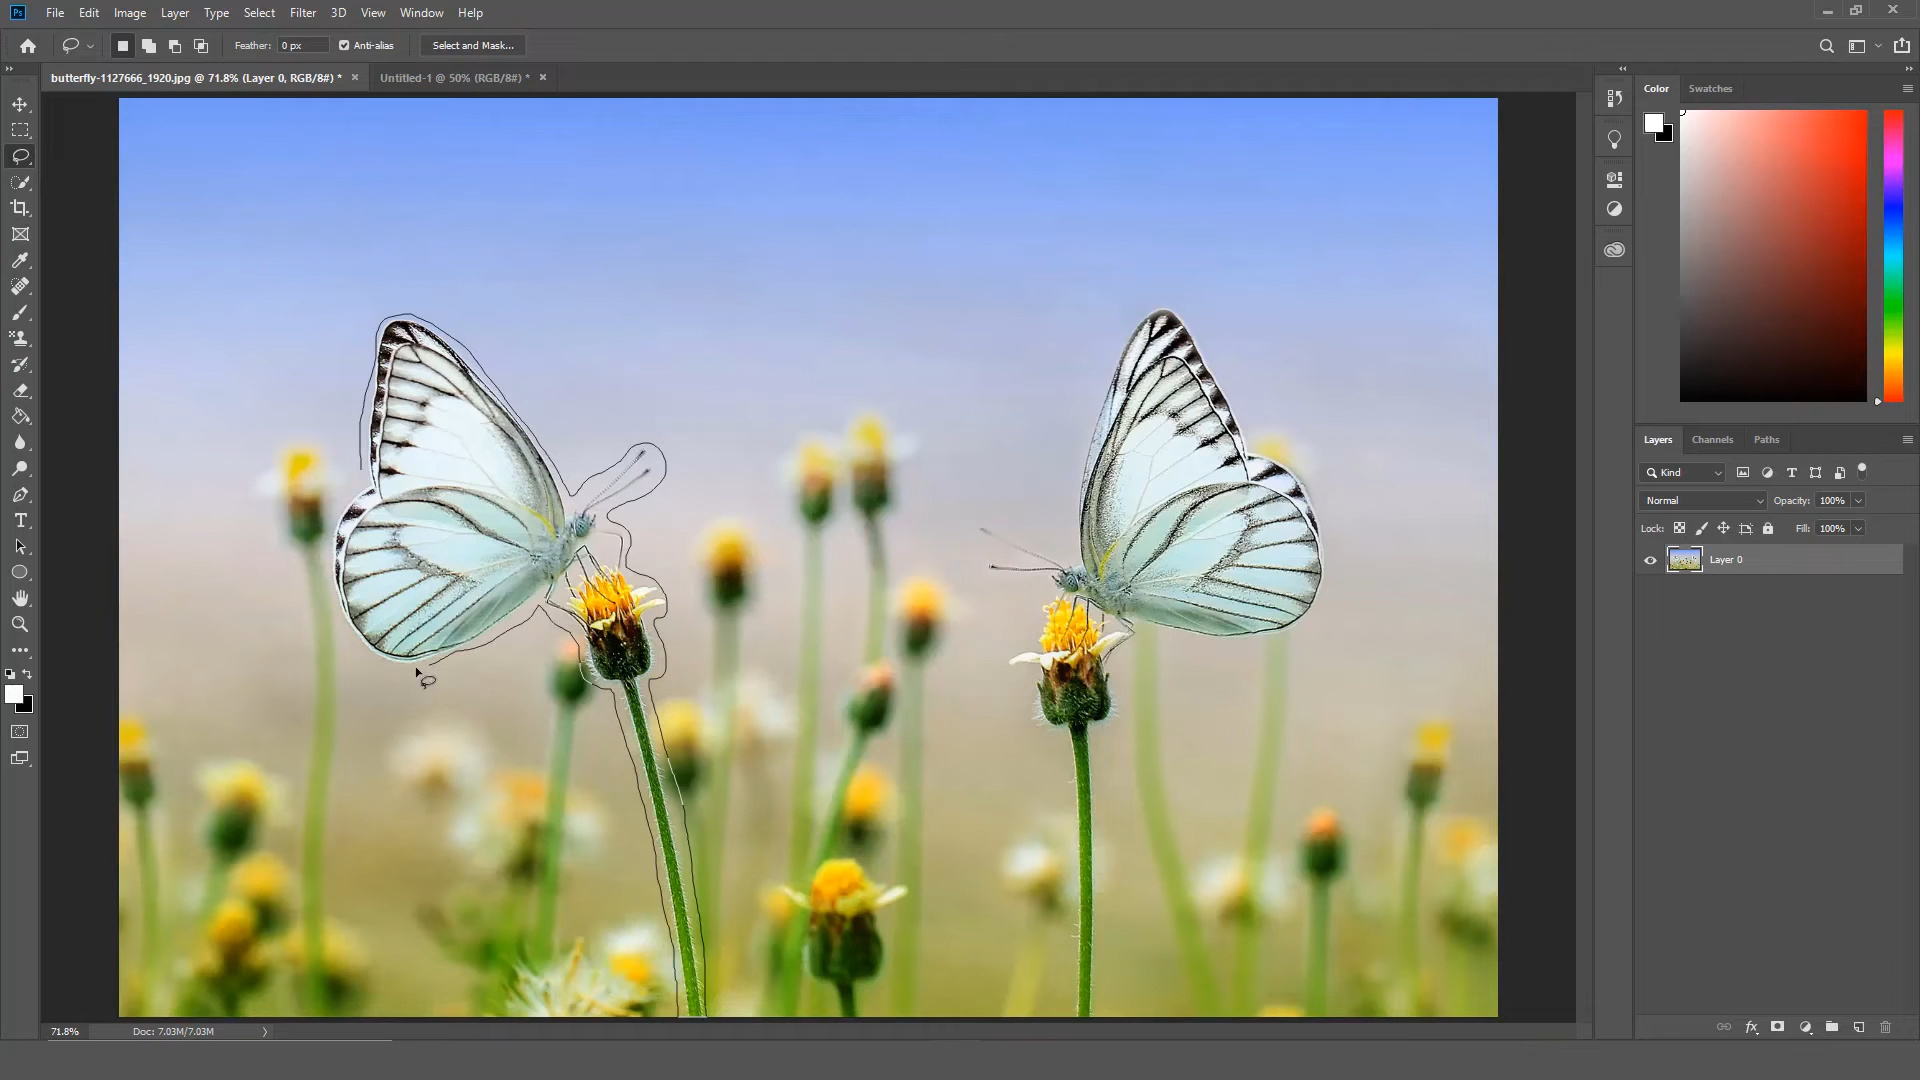 Ps File Edit Image Layer Type Select Filter 3D View Window Help
Feather: 0 px Anti-alias Select and Mask...
butterfly-1127666_1920.jpg @ 71.8% (Layer 0, RGB/8#) * × Untitled-1 @ 50% (RGB/8#) * ×
Color Swatches
Layers Channels Paths
Kind
Normal Opacity: 100%
Lock: Fill: 100%
Layer 0
71.8% Doc: 7.03M/7.03M